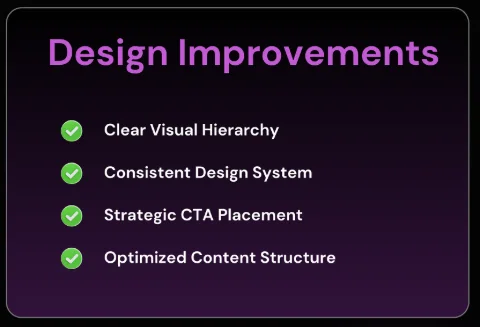 Design Improvements
Clear Visual Hierarchy
Consistent Design System
Strategic CTA Placement
Optimized Content Structure